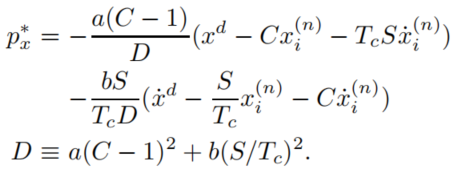 $p_x^* = -\frac{a(C-1)}{D}(x^d - Cx_i^{(n)} - T_c S\dot{x}_i^{(n)})$
$-\frac{bS}{T_c D}(\dot{x}^d - \frac{S}{T_c}x_i^{(n)} - C\dot{x}_i^{(n)})$
$D \equiv a(C-1)^2 + b(S/T_c)^2.$